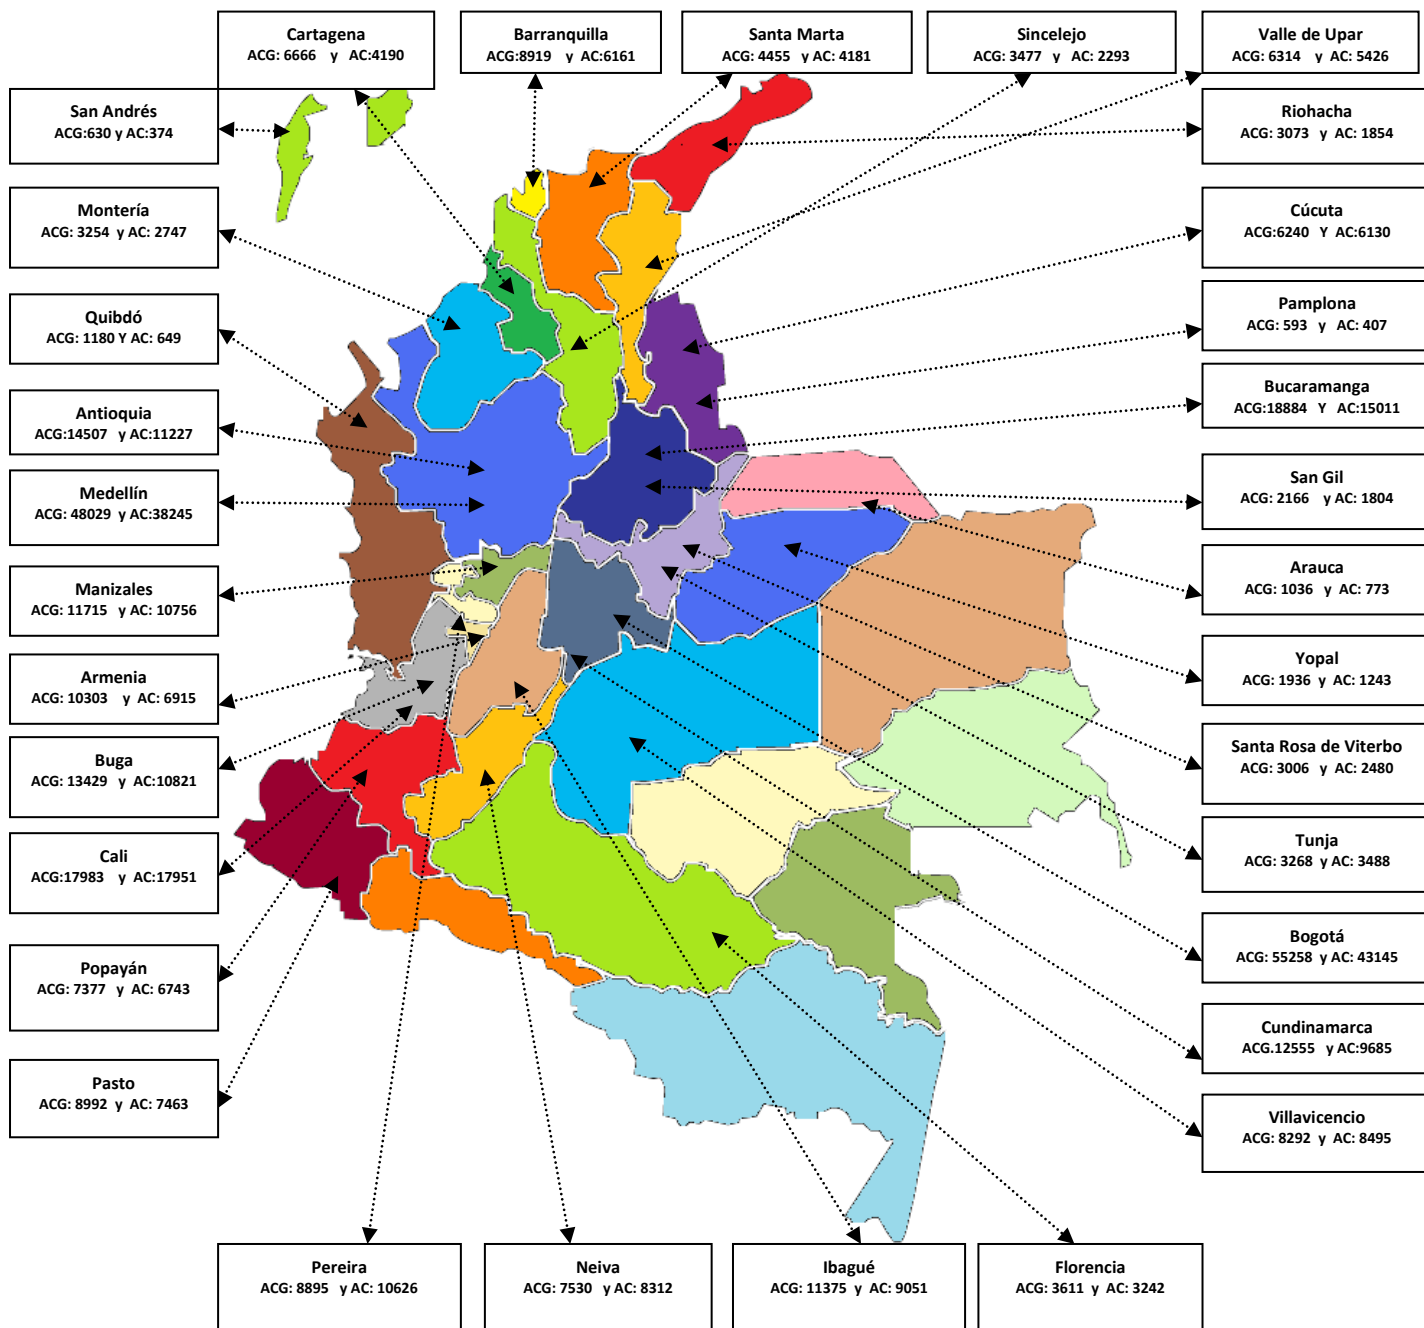 Cartagena
ACG: 6666 y AC:4190
Barranquilla
ACG:8919 y AC:6161
Santa Marta
ACG: 4455 y AC: 4181
Sincelejo
ACG: 3477 y AC: 2293
Valle de Upar
ACG: 6314 y AC: 5426
San Andrés
ACG:630 y AC:374
Riohacha
ACG: 3073 y AC: 1854
Montería
ACG: 3254 y AC: 2747
Cúcuta
ACG:6240 Y AC:6130
Quibdó
ACG: 1180 Y AC: 649
Pamplona
ACG: 593 y AC: 407
Antioquia
ACG:14507 y AC:11227
Bucaramanga
ACG:18884 Y AC:15011
Medellín
ACG: 48029 y AC:38245
San Gil
ACG: 2166 y AC: 1804
Manizales
ACG: 11715 y AC: 10756
Arauca
ACG: 1036 y AC: 773
Armenia
ACG: 10303 y AC: 6915
Yopal
ACG: 1936 y AC: 1243
Buga
ACG: 13429 y AC:10821
Santa Rosa de Viterbo
ACG: 3006 y AC: 2480
Cali
ACG:17983 y AC:17951
Tunja
ACG: 3268 y AC: 3488
Popayán
ACG: 7377 y AC: 6743
Bogotá
ACG: 55258 y AC: 43145
Pasto
ACG: 8992 y AC: 7463
Cundinamarca
ACG.12555 y AC:9685
Villavicencio
ACG: 8292 y AC: 8495
Pereira
ACG: 8895 y AC: 10626
Neiva
ACG: 7530 y AC: 8312
Ibagué
ACG: 11375 y AC: 9051
Florencia
ACG: 3611 y AC: 3242